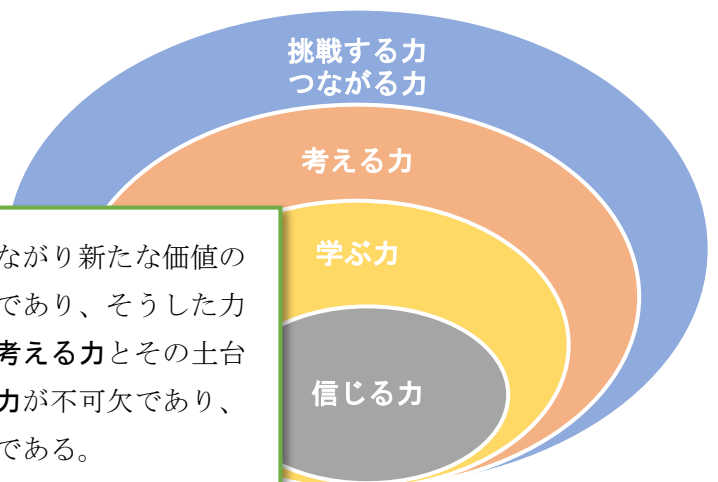 挑戦する力
つながる力
考える力
学ぶ力
信じる力
ながり新たな価値の
であり、そうした力
考える力とその土台
力が不可欠であり、
である。